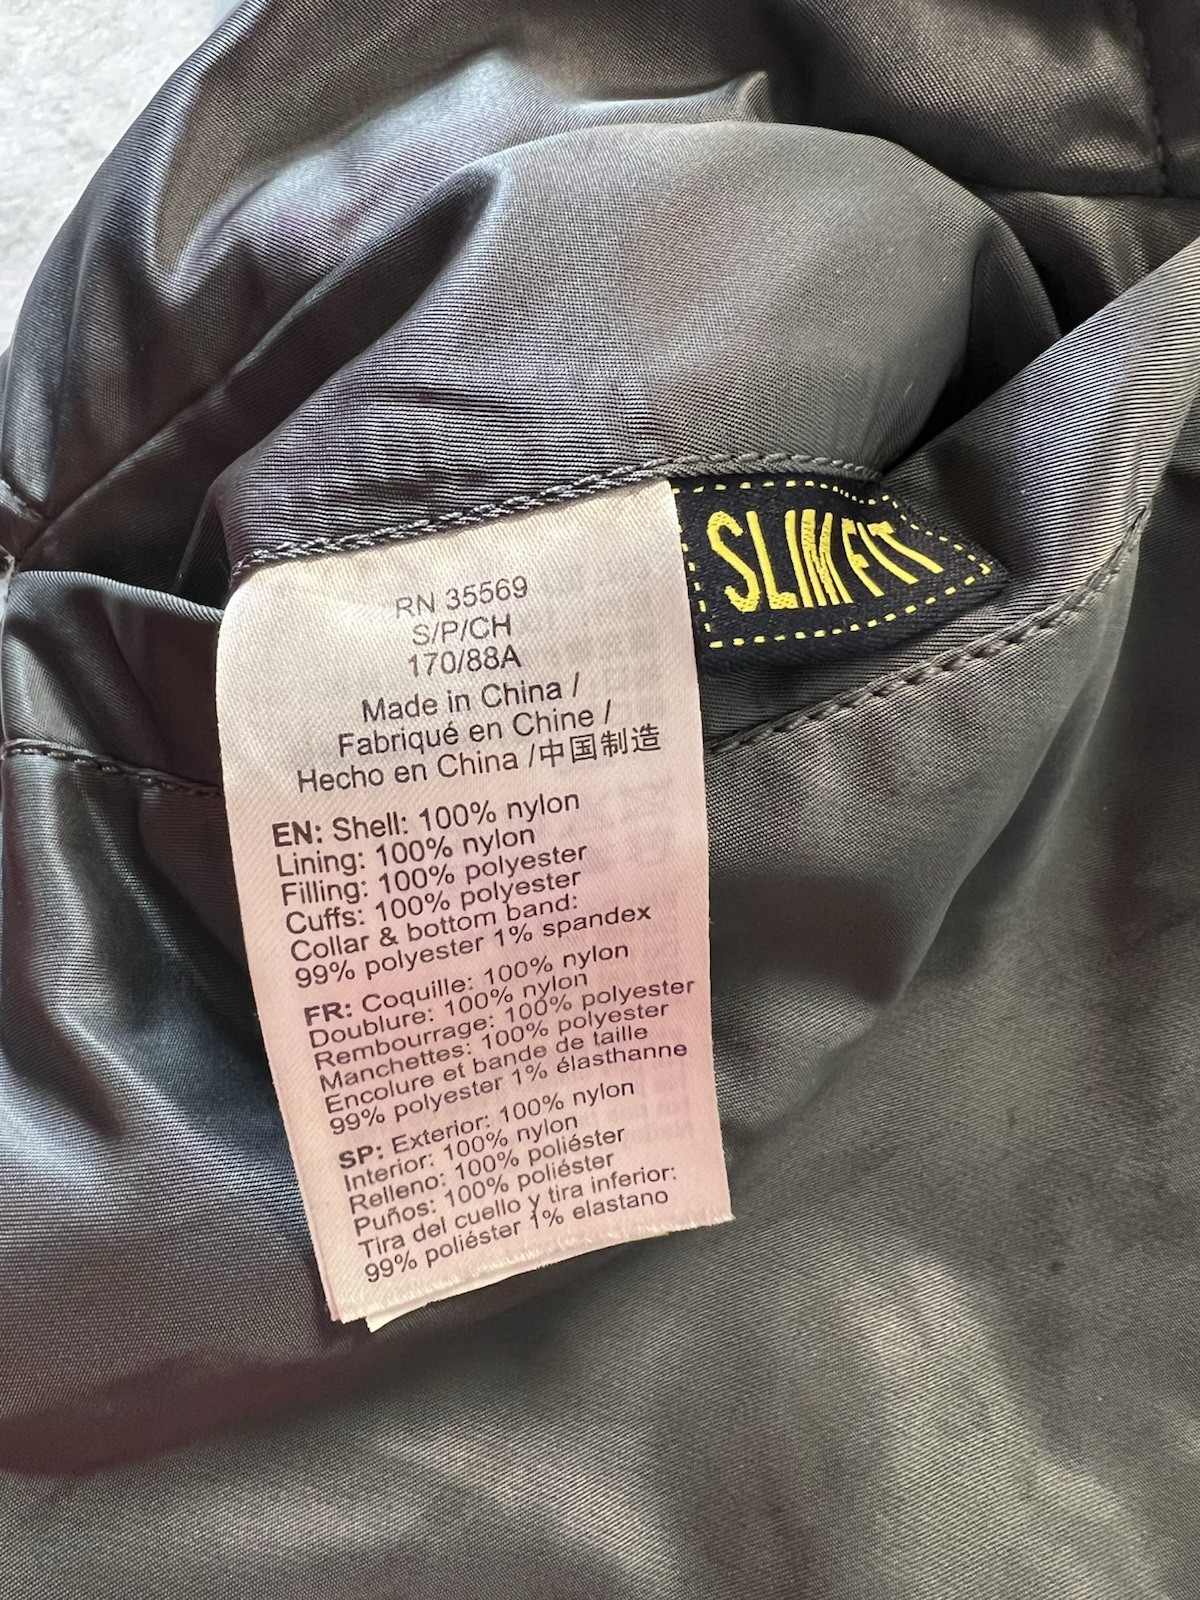 SLIM FIT
RN 35569
S/P/CH
170/88A
Made in China /
Fabriqué en Chine /
Hecho en China /中国制造
EN: Shell: 100% nylon
Lining: 100% nylon
Filling: 100% polyester
Cuffs: 100% polyester
Collar & bottom band:
99% polyester 1% spandex
FR: Coquille: 100% nylon
Doublure: 100% nylon
Rembourrage: 100% polyester
Manchettes: 100% polyester
Encolure et bande de taille
99% polyester 1% élasthanne
SP: Exterior: 100% nylon
Interior: 100% nylon
Relleno: 100% poliéster
Puños: 100% poliéster
Tira del cuello y tira inferior:
99% poliéster 1% elastano